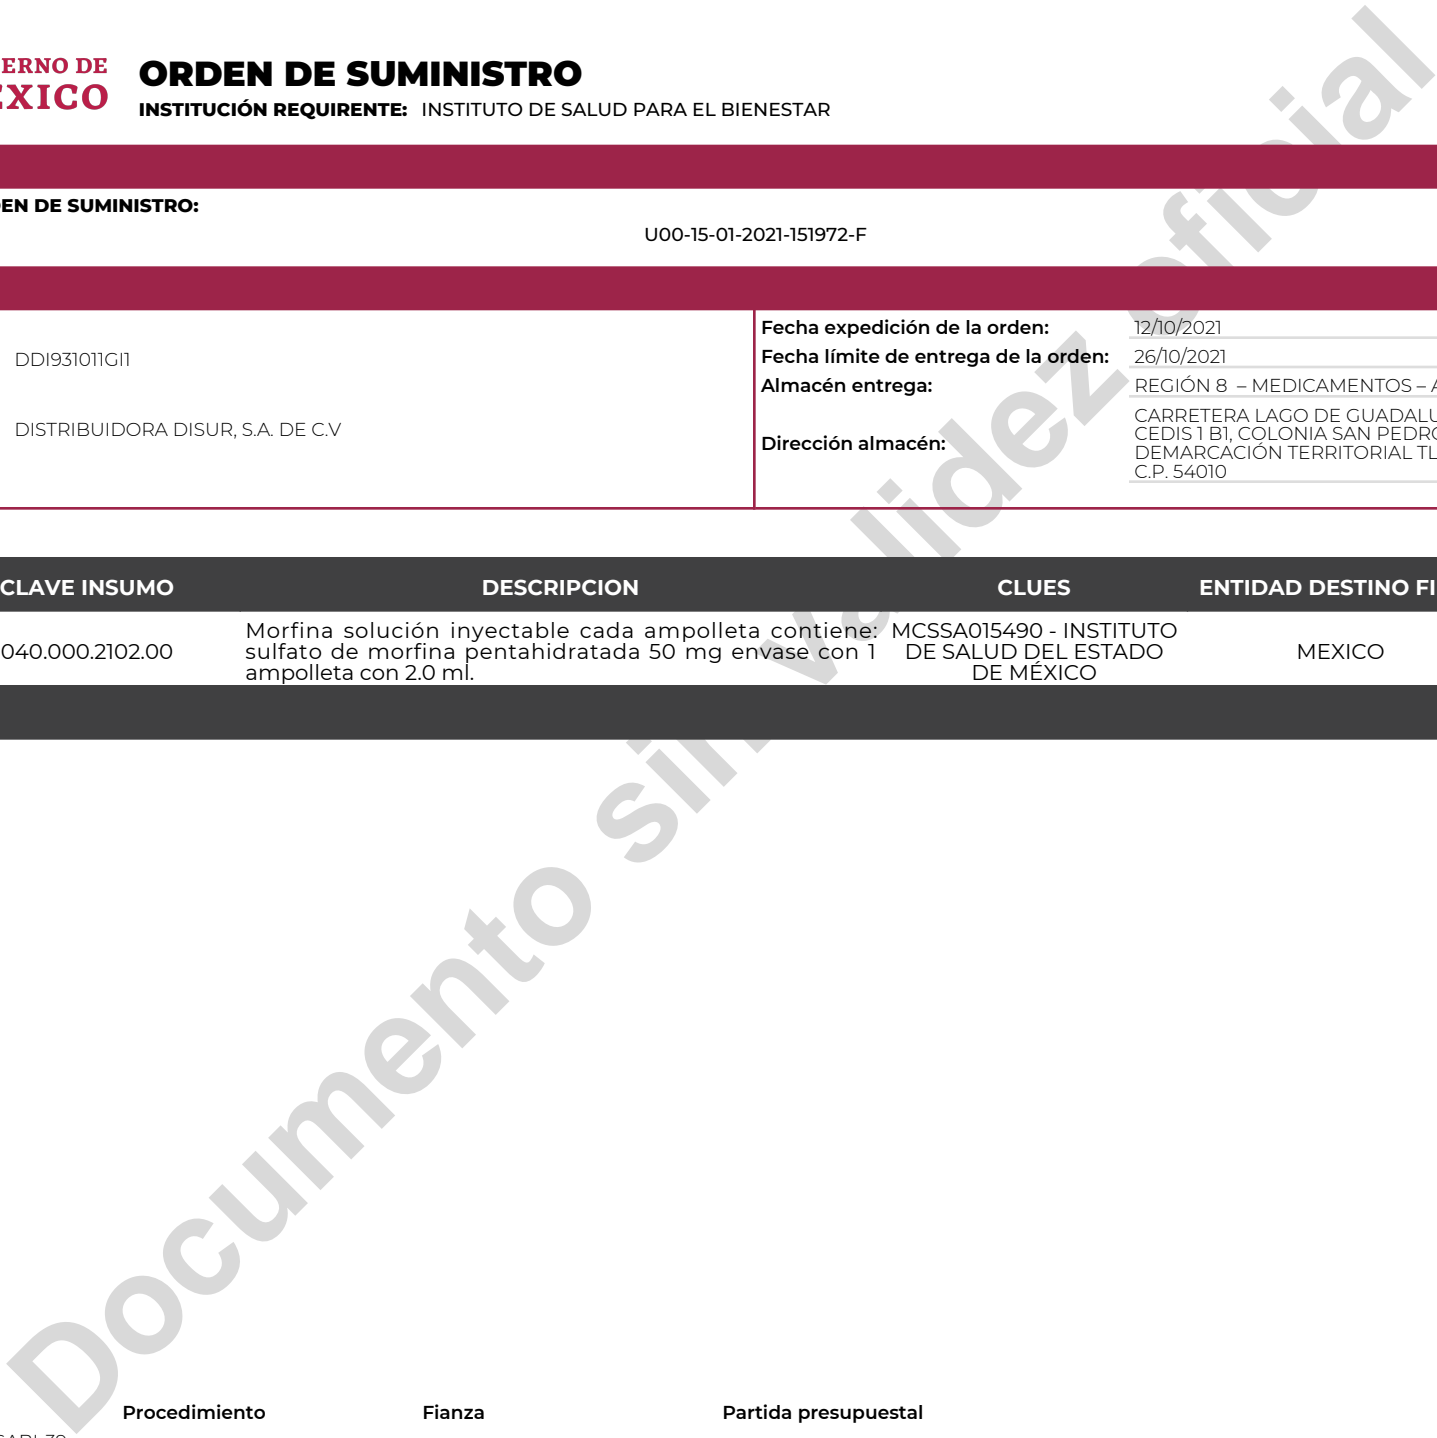 ERNO DE
EXICO
ORDEN DE SUMINISTRO
INSTITUCIÓN REQUIRENTE: INSTITUTO DE SALUD PARA EL BIENESTAR
EN DE SUMINISTRO:
U00-15-01-2021-151972-F
DDI931011GI1
DISTRIBUIDORA DISUR, S.A. DE C.V
Fecha expedición de la orden: 12/10/2021
Fecha límite de entrega de la orden: 26/10/2021
Almacén entrega: REGIÓN 8 – MEDICAMENTOS – A
Dirección almacén:
CARRETERA LAGO DE GUADALU
CEDIS 1 B1, COLONIA SAN PEDRO
DEMARCACIÓN TERRITORIAL TL
C.P. 54010
CLAVE INSUMO DESCRIPCION CLUES ENTIDAD DESTINO FI
040.000.2102.00
Morfina solución inyectable cada ampolleta contiene:
sulfato de morfina pentahidratada 50 mg envase con 1
ampolleta con 2.0 ml.
MCSSA015490 - INSTITUTO
DE SALUD DEL ESTADO
DE MÉXICO
MEXICO
Documento sin validez oficial
Procedimiento Fianza Partida presupuestal